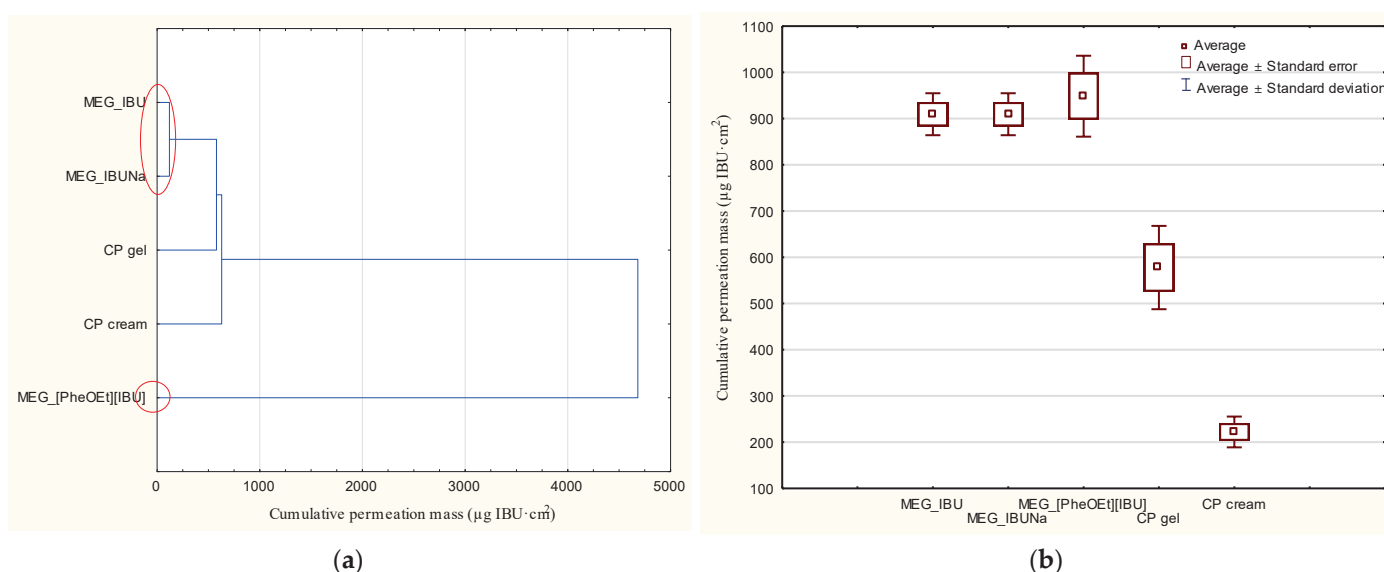 MEG_IBU
MEG_IBUNa
CP gel
CP cream
MEG_[PheOEt][IBU]
0 1000 2000 3000 4000 5000
Cumulative permeation mass (µg IBU·cm²)
(a)
1100
1000
900
800
700
600
500
400
300
200
100
Cumulative permeation mass (µg IBU·cm²)
Average
Average ± Standard error
Average ± Standard deviation
MEG_IBU MEG_[PheOEt][IBU] CP cream
MEG_IBUNa CP gel
(b)